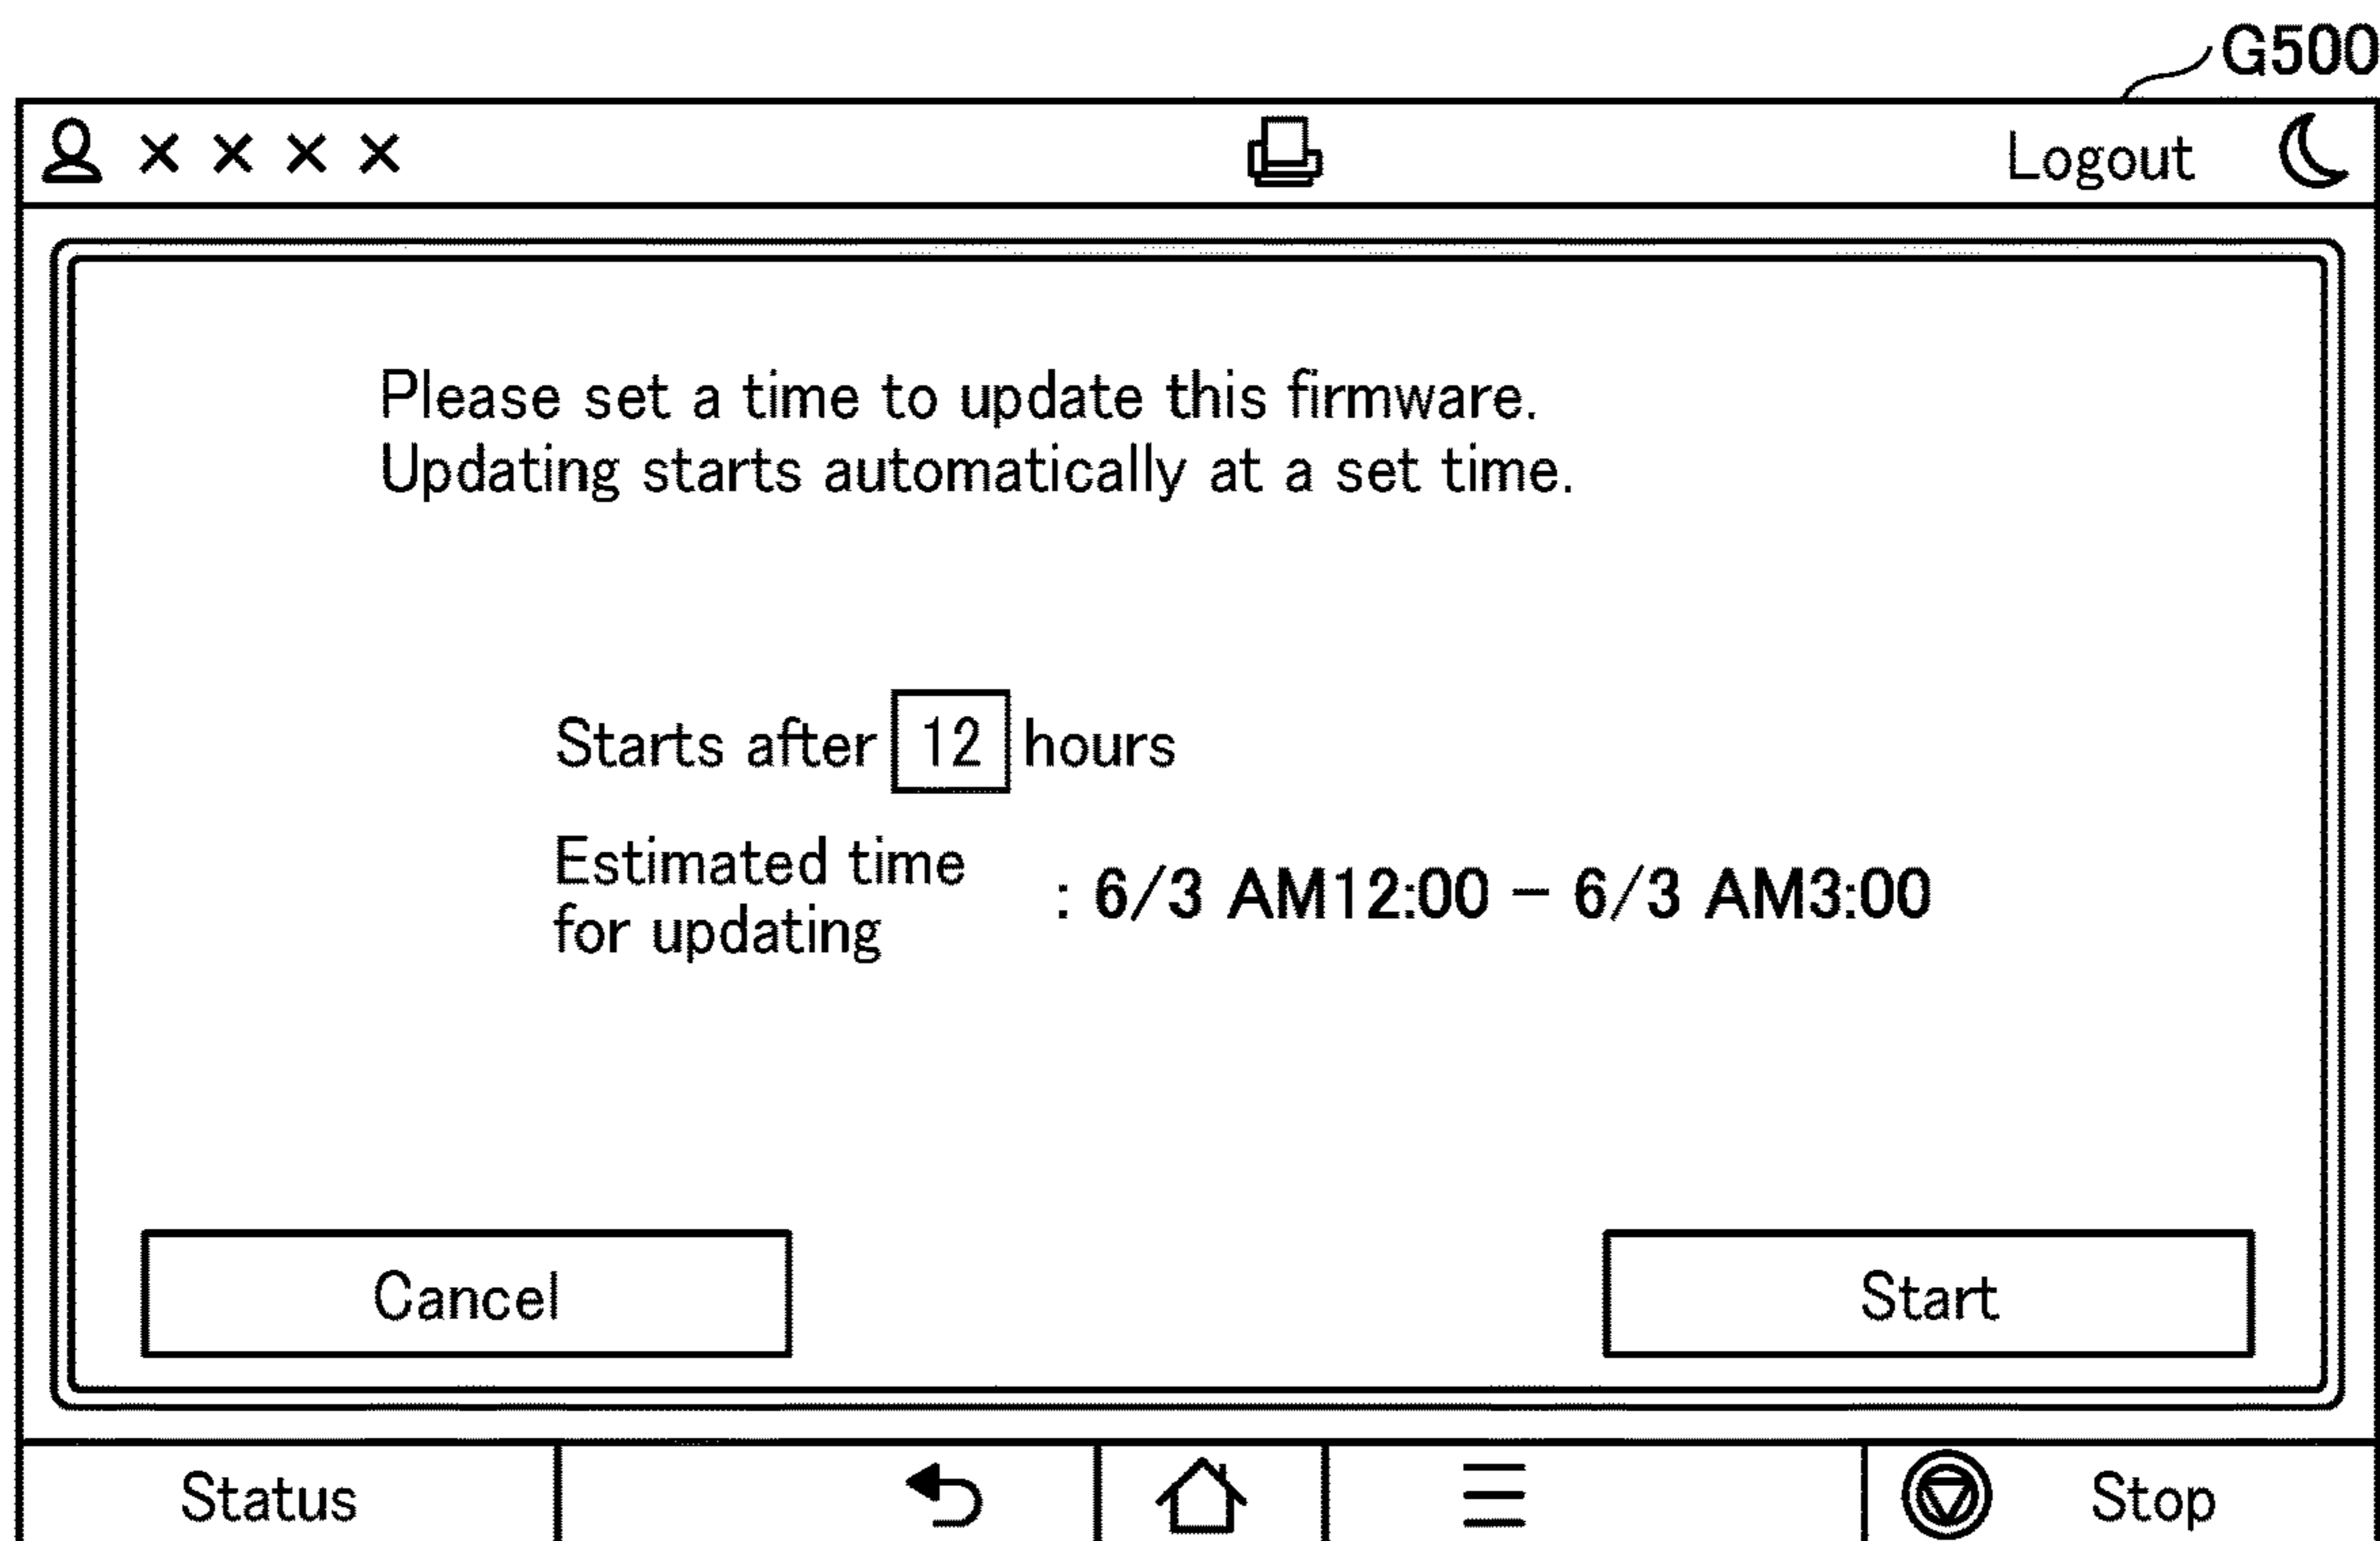 G500
× × × ×
Logout
Please set a time to update this firmware.
Updating starts automatically at a set time.
Starts after 12 hours
Estimated time
for updating
: 6/3 AM12:00 − 6/3 AM3:00
Cancel
Start
Status
Stop